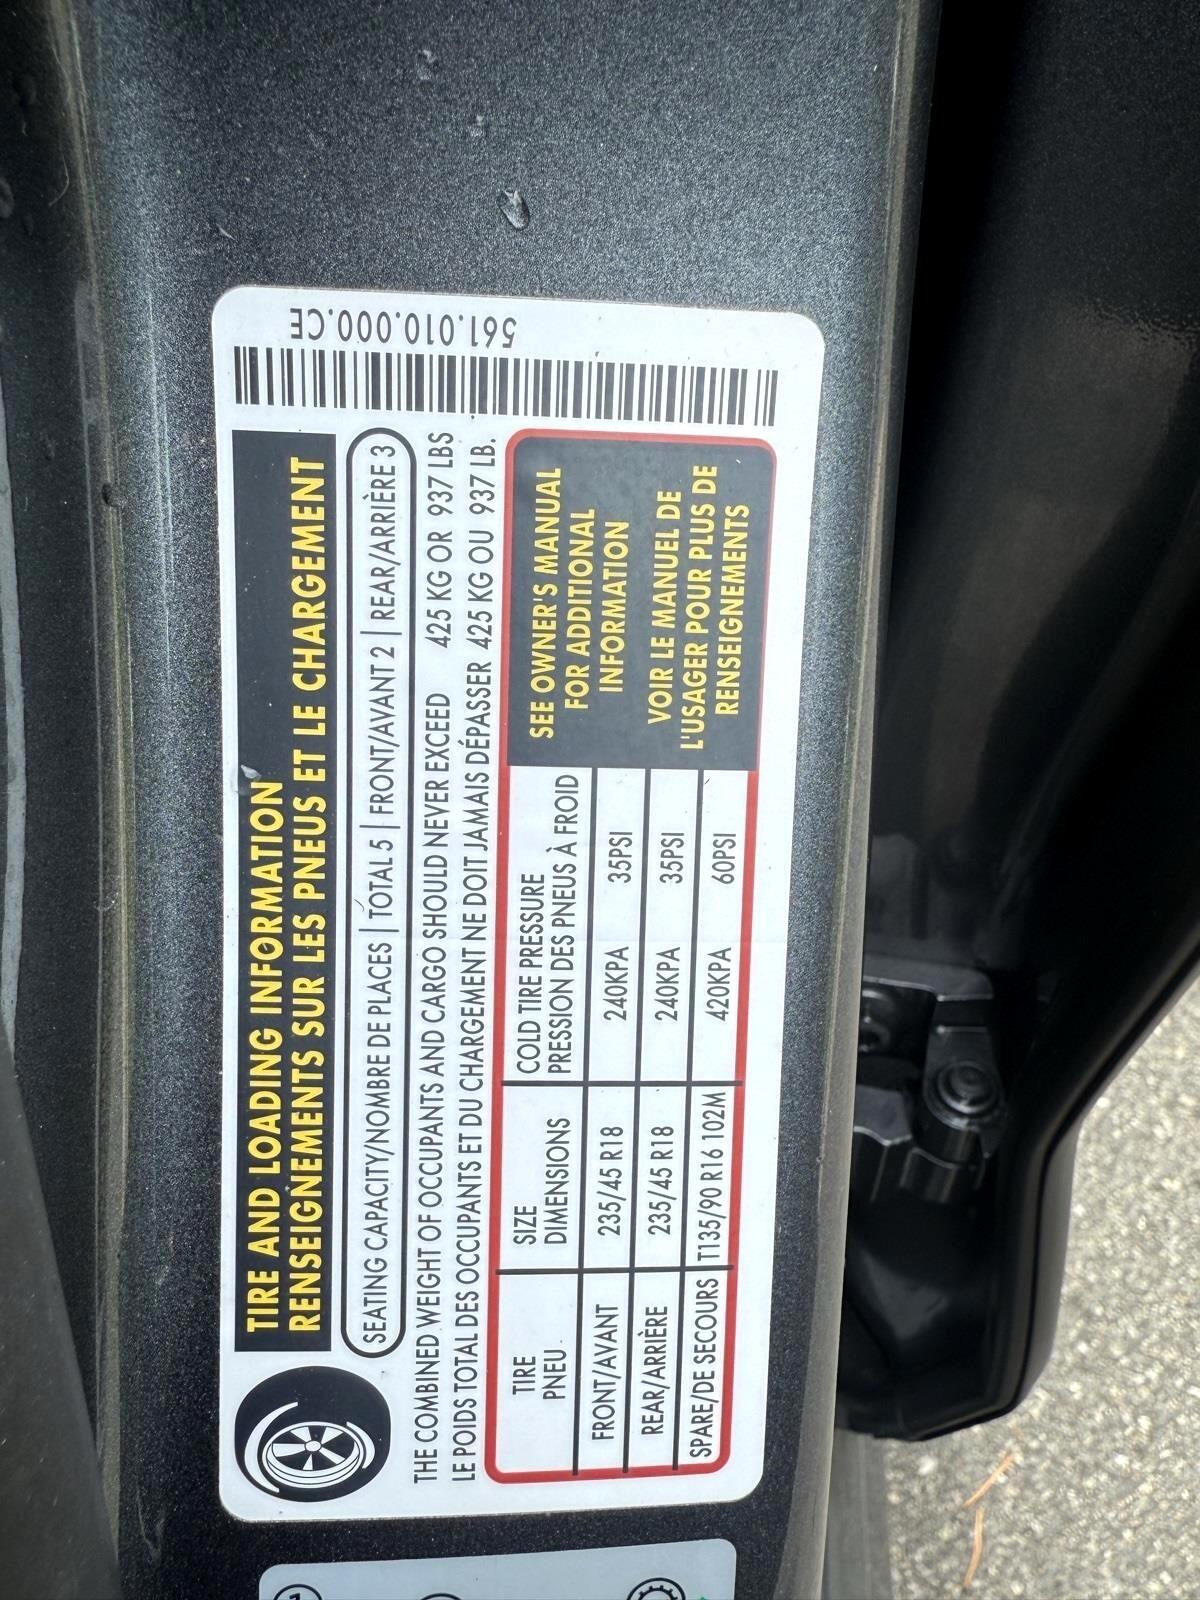 TIRE AND LOADING INFORMATION
RENSEIGNEMENTS SUR LES PNEUS ET LE CHARGEMENT
SEATING CAPACITY/NOMBRE DE PLACES | TOTAL 5 | FRONT/AVANT 2 | REAR/ARRIÈRE 3
THE COMBINED WEIGHT OF OCCUPANTS AND CARGO SHOULD NEVER EXCEED 425 KG OR 937 LBS
LE POIDS TOTAL DES OCCUPANTS ET DU CHARGEMENT NE DOIT JAMAIS DÉPASSER 425 KG OU 937 LB.
TIRE SIZE COLD TIRE PRESSURE
PNEU DIMENSIONS PRESSION DES PNEUS À FROID
FRONT/AVANT 235/45 R18 240KPA 35PSI
REAR/ARRIÈRE 235/45 R18 240KPA 35PSI
SPARE/DE SECOURS T135/90 R16 102M 420KPA 60PSI
SEE OWNER'S MANUAL
FOR ADDITIONAL
INFORMATION
VOIR LE MANUEL DE
L'USAGER POUR PLUS DE
RENSEIGNEMENTS
561.010.000.CE
1